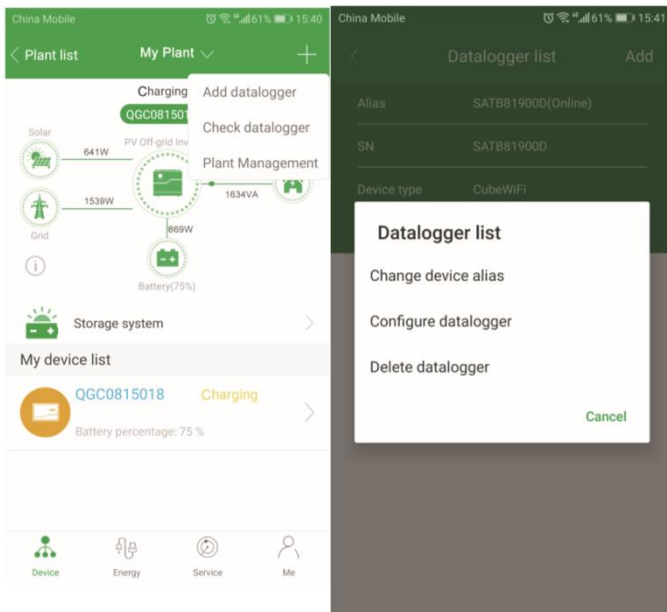 China Mobile
61% 15:40
Plant list
My Plant
Charging
Add datalogger
QGC081501
Check datalogger
Solar
PV Off-grid Inv
641W
Plant Management
1539W
1634VA
Grid
869W
Battery(75%)
Storage system
My device list
QGC0815018
Charging
Battery percentage: 75 %
Device
Energy
Service
Me
China Mobile
61% 15:41
Datalogger list
Add
Alias
SATB81900D(Online)
SN
SATB81900D
Device type
CubeWiFi
Datalogger list
Change device alias
Configure datalogger
Delete datalogger
Cancel